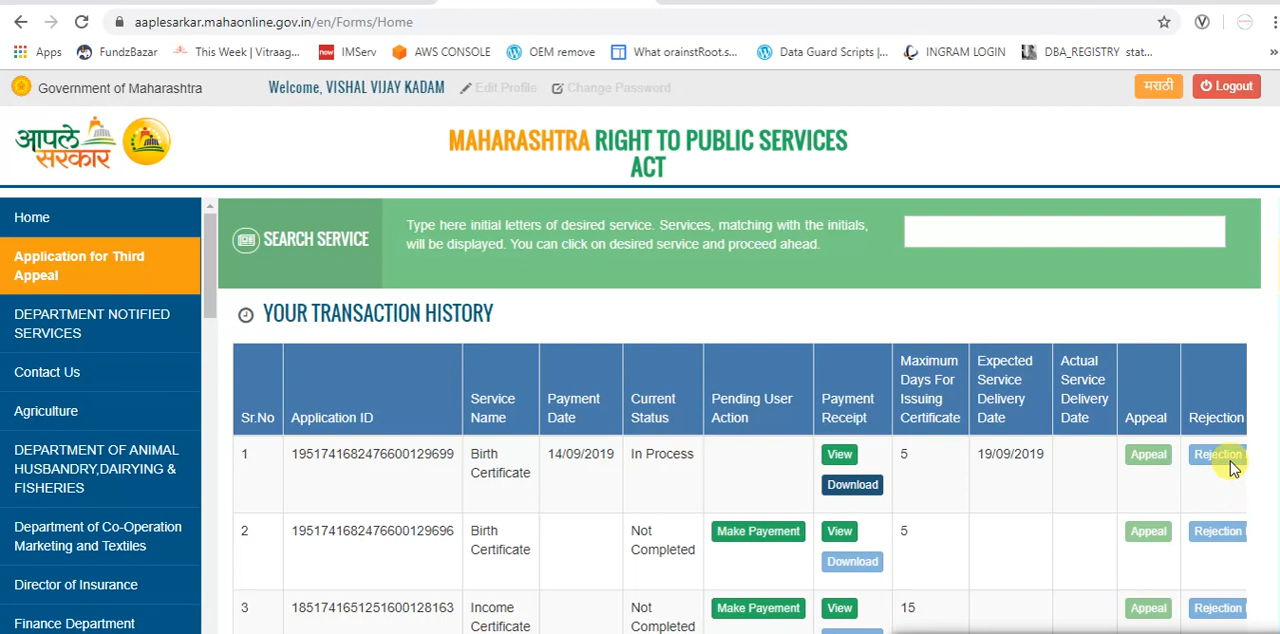 aaplesarkar.mahaonline.gov.in/en/Forms/Home
Apps FundzBazar This Week | Vitraag... now IMServ AWS CONSOLE OEM remove What orainstRoot.s... Data Guard Scripts |... INGRAM LOGIN DBA_REGISTRY stat... »
Government of Maharashtra Welcome, VISHAL VIJAY KADAM Edit Profile Change Password मराठी Logout
आपले
सरकार
MAHARASHTRA RIGHT TO PUBLIC SERVICES
ACT
Home
Application for Third
Appeal
DEPARTMENT NOTIFIED
SERVICES
Contact Us
Agriculture
DEPARTMENT OF ANIMAL
HUSBANDRY,DAIRYING &
FISHERIES
Department of Co-Operation
Marketing and Textiles
Director of Insurance
Finance Department
SEARCH SERVICE
Type here initial letters of desired service. Services, matching with the initials,
will be displayed. You can click on desired service and proceed ahead.
YOUR TRANSACTION HISTORY
Sr.No Application ID Service Name Payment Date Current Status Pending User Action Payment Receipt Maximum Days For Issuing Certificate Expected Service Delivery Date Actual Service Delivery Date Appeal Rejection
1 1951741682476600129699 Birth Certificate 14/09/2019 In Process View Download 5 19/09/2019 Appeal Rejection
2 1951741682476600129696 Birth Certificate Not Completed Make Payement View Download 5 Appeal Rejection
3 1851741651251600128163 Income Certificate Not Completed Make Payement View 15 Appeal Rejection